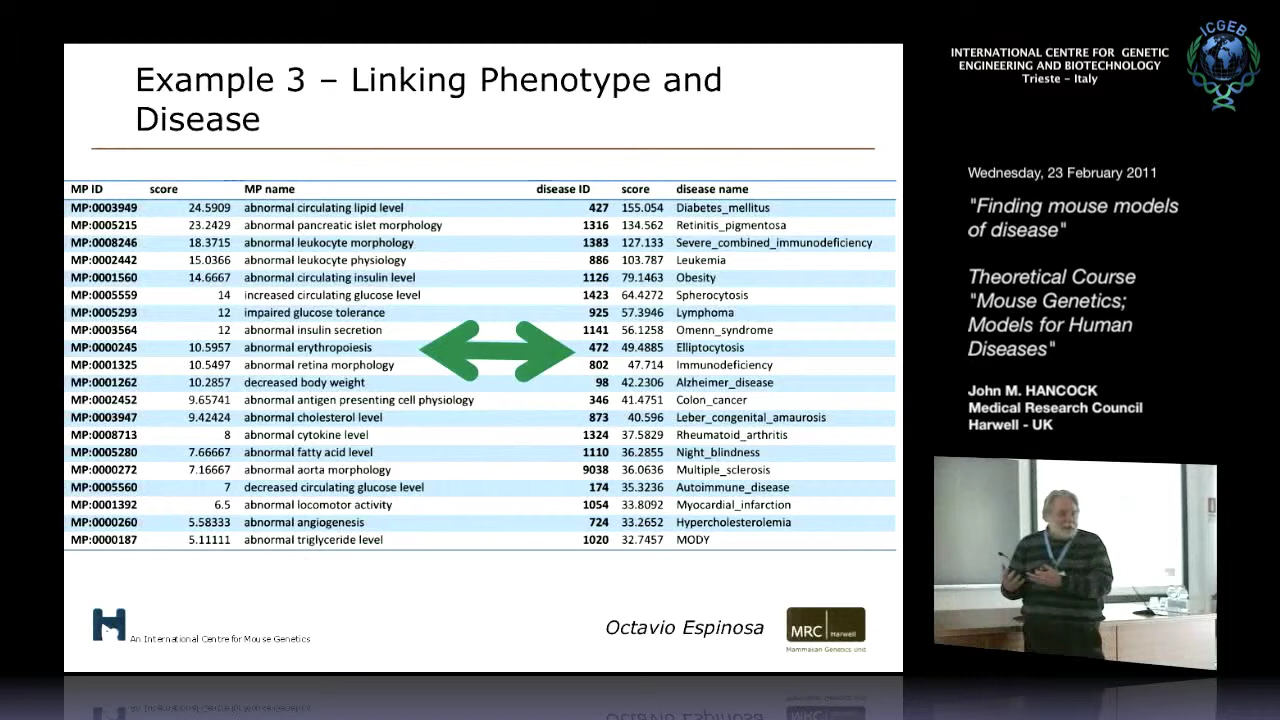 Example 3 – Linking Phenotype and
Disease
MP ID score MP name disease ID score disease name
MP:0003949 24.5909 abnormal circulating lipid level 427 155.054 Diabetes_mellitus
MP:0005215 23.2429 abnormal pancreatic islet morphology 1316 134.562 Retinitis_pigmentosa
MP:0008246 18.3715 abnormal leukocyte morphology 1383 127.133 Severe_combined_immunodeficiency
MP:0002442 15.0366 abnormal leukocyte physiology 886 103.787 Leukemia
MP:0001560 14.6667 abnormal circulating insulin level 1126 79.1463 Obesity
MP:0005559 14 increased circulating glucose level 1423 64.4272 Spherocytosis
MP:0005293 12 impaired glucose tolerance 925 57.3946 Lymphoma
MP:0003564 12 abnormal insulin secretion 1141 56.1258 Omenn_syndrome
MP:0000245 10.5957 abnormal erythropoiesis 472 49.4885 Elliptocytosis
MP:0001325 10.5497 abnormal retina morphology 802 47.714 Immunodeficiency
MP:0001262 10.2857 decreased body weight 98 42.2306 Alzheimer_disease
MP:0002452 9.65741 abnormal antigen presenting cell physiology 346 41.4751 Colon_cancer
MP:0003947 9.42424 abnormal cholesterol level 873 40.596 Leber_congenital_amaurosis
MP:0008713 8 abnormal cytokine level 1324 37.5829 Rheumatoid_arthritis
MP:0005280 7.66667 abnormal fatty acid level 1110 36.2855 Night_blindness
MP:0000272 7.16667 abnormal aorta morphology 9038 36.0636 Multiple_sclerosis
MP:0005560 7 decreased circulating glucose level 174 35.3236 Autoimmune_disease
MP:0001392 6.5 abnormal locomotor activity 1054 33.8092 Myocardial_infarction
MP:0000260 5.58333 abnormal angiogenesis 724 33.2652 Hypercholesterolemia
MP:0000187 5.11111 abnormal triglyceride level 1020 32.7457 MODY
An International Centre for Mouse Genetics
Octavio Espinosa
MRC Harwell
Mammalian Genetics Unit
INTERNATIONAL CENTRE FOR GENETIC
ENGINEERING AND BIOTECHNOLOGY
Trieste – Italy
ICGEB
Wednesday, 23 February 2011
"Finding mouse models
of disease"
Theoretical Course
"Mouse Genetics;
Models for Human
Diseases"
John M. HANCOCK
Medical Research Council
Harwell - UK